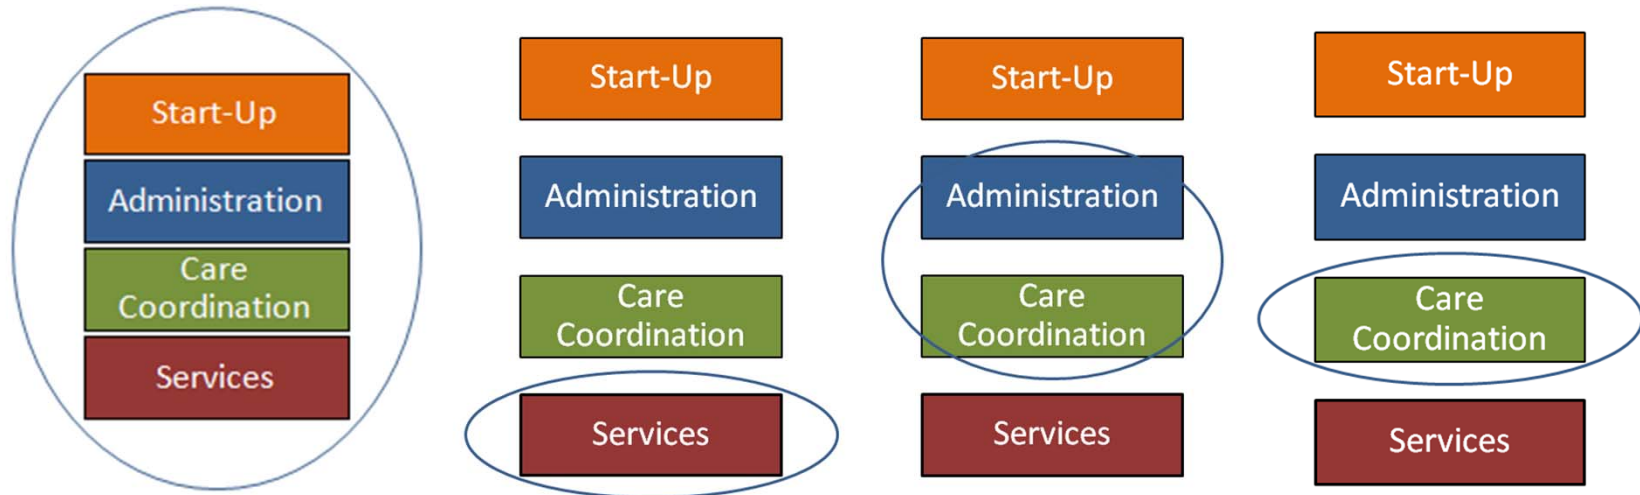 Start-Up
Administration
Care
Coordination
Services
Start-Up
Administration
Care
Coordination
Services
Start-Up
Administration
Care
Coordination
Services
Start-Up
Administration
Care
Coordination
Services